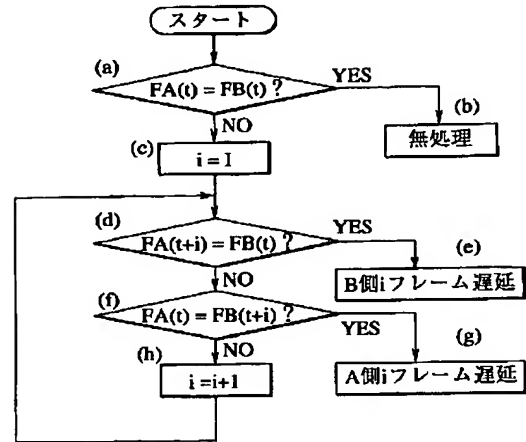 スタート
(a)
FA(t) = FB(t) ?
YES
(b)
無処理
NO
(c)
i = I
(d)
FA(t+i) = FB(t) ?
YES
(e)
B側iフレーム遅延
NO
(f)
FA(t) = FB(t+i) ?
YES
(g)
A側iフレーム遅延
NO
(h)
i =i+1